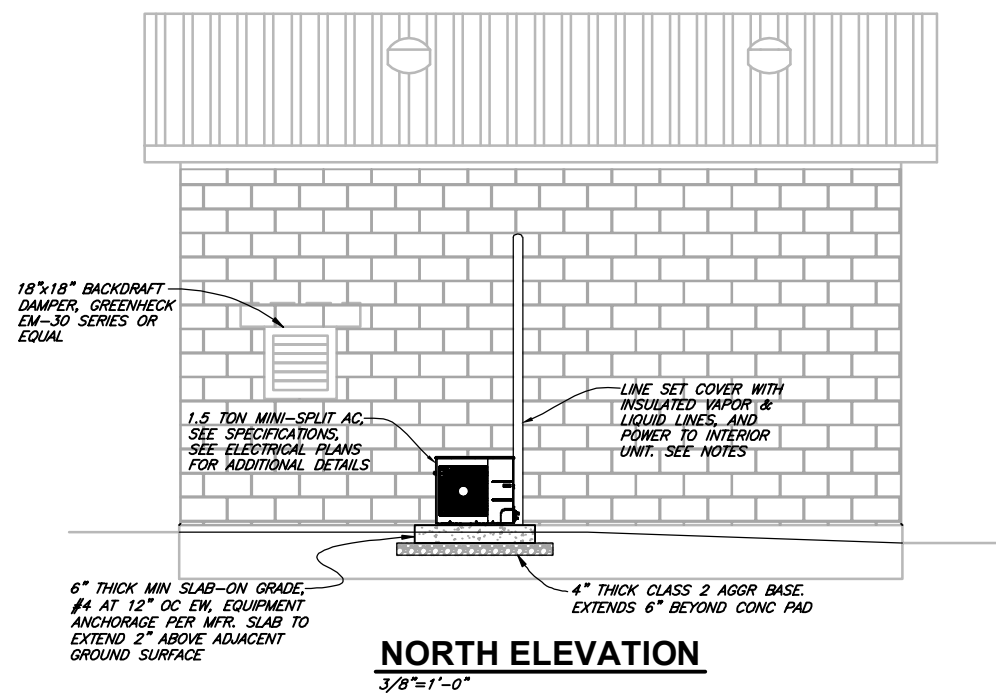 18"x18" BACKDRAFT
DAMPER, GREENHECK
EM-30 SERIES OR
EQUAL
1.5 TON MINI-SPLIT AC,
SEE SPECIFICATIONS,
SEE ELECTRICAL PLANS
FOR ADDITIONAL DETAILS
LINE SET COVER WITH
INSULATED VAPOR &
LIQUID LINES, AND
POWER TO INTERIOR
UNIT. SEE NOTES
6" THICK MIN SLAB-ON GRADE,
#4 AT 12" OC EW, EQUIPMENT
ANCHORAGE PER MFR. SLAB TO
EXTEND 2" ABOVE ADJACENT
GROUND SURFACE
4" THICK CLASS 2 AGGR BASE.
EXTENDS 6" BEYOND CONC PAD
NORTH ELEVATION
3/8"=1'-0"